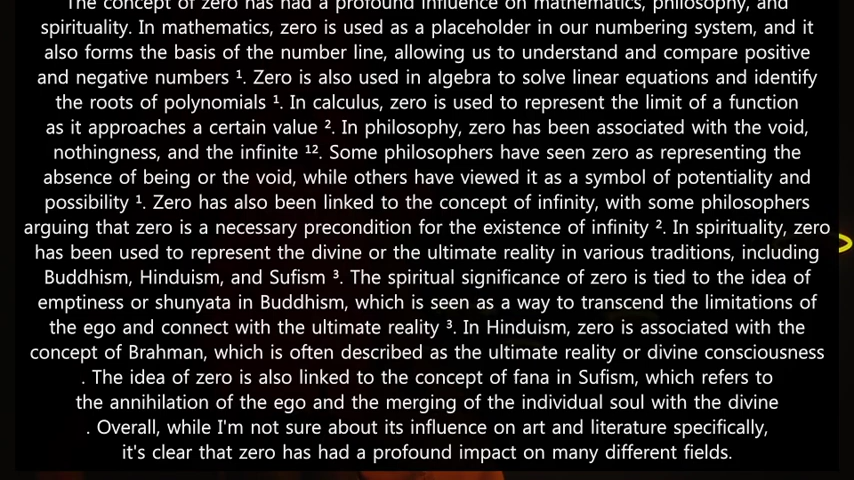 The concept of zero has had a profound influence on mathematics, philosophy, and
spirituality. In mathematics, zero is used as a placeholder in our numbering system, and it
also forms the basis of the number line, allowing us to understand and compare positive
and negative numbers ¹. Zero is also used in algebra to solve linear equations and identify
the roots of polynomials ¹. In calculus, zero is used to represent the limit of a function
as it approaches a certain value ². In philosophy, zero has been associated with the void,
nothingness, and the infinite ¹². Some philosophers have seen zero as representing the
absence of being or the void, while others have viewed it as a symbol of potentiality and
possibility ¹. Zero has also been linked to the concept of infinity, with some philosophers
arguing that zero is a necessary precondition for the existence of infinity ². In spirituality, zero
has been used to represent the divine or the ultimate reality in various traditions, including
Buddhism, Hinduism, and Sufism ³. The spiritual significance of zero is tied to the idea of
emptiness or shunyata in Buddhism, which is seen as a way to transcend the limitations of
the ego and connect with the ultimate reality ³. In Hinduism, zero is associated with the
concept of Brahman, which is often described as the ultimate reality or divine consciousness
. The idea of zero is also linked to the concept of fana in Sufism, which refers to
the annihilation of the ego and the merging of the individual soul with the divine
. Overall, while I'm not sure about its influence on art and literature specifically,
it's clear that zero has had a profound impact on many different fields.